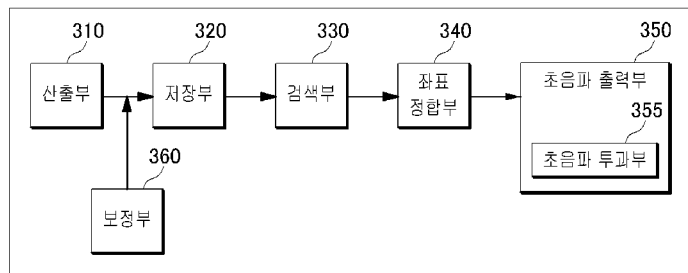 310
산출부
320
저장부
330
검색부
340
좌표
정합부
350
초음파 출력부
355
초음파 투과부
360
보정부